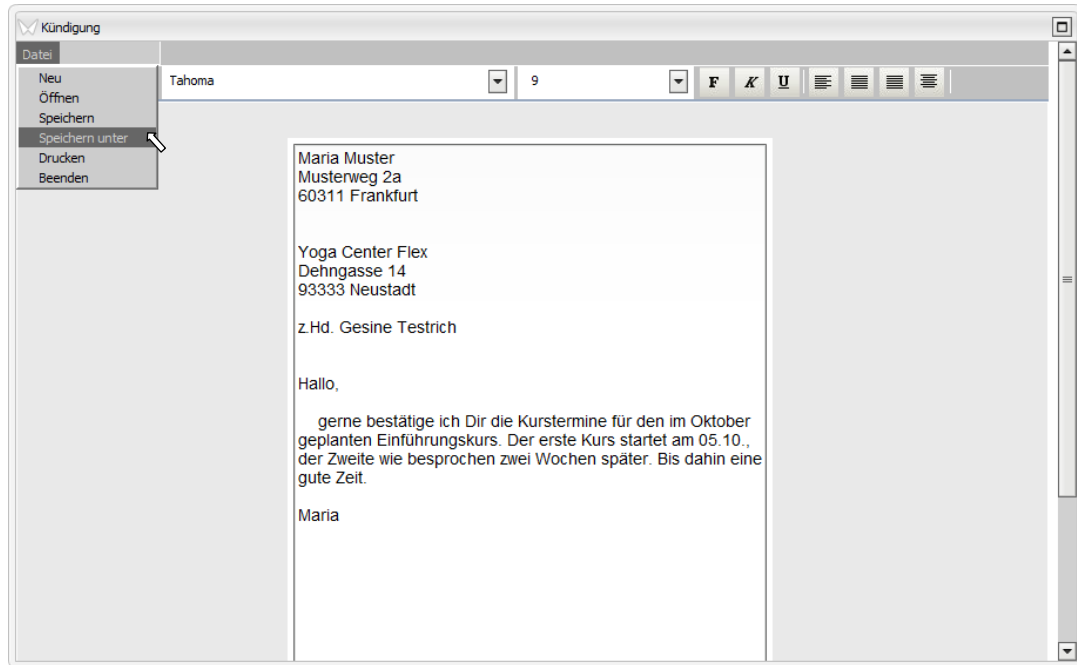 Kündigung
Datei
Neu
Öffnen
Speichern
Speichern unter
Drucken
Beenden
Tahoma
9
F K U
Maria Muster
Musterweg 2a
60311 Frankfurt
Yoga Center Flex
Dehngasse 14
93333 Neustadt
z.Hd. Gesine Testrich
Hallo,
gerne bestätige ich Dir die Kurstermine für den im Oktober
geplanten Einführungskurs. Der erste Kurs startet am 05.10.,
der Zweite wie besprochen zwei Wochen später. Bis dahin eine
gute Zeit.
Maria